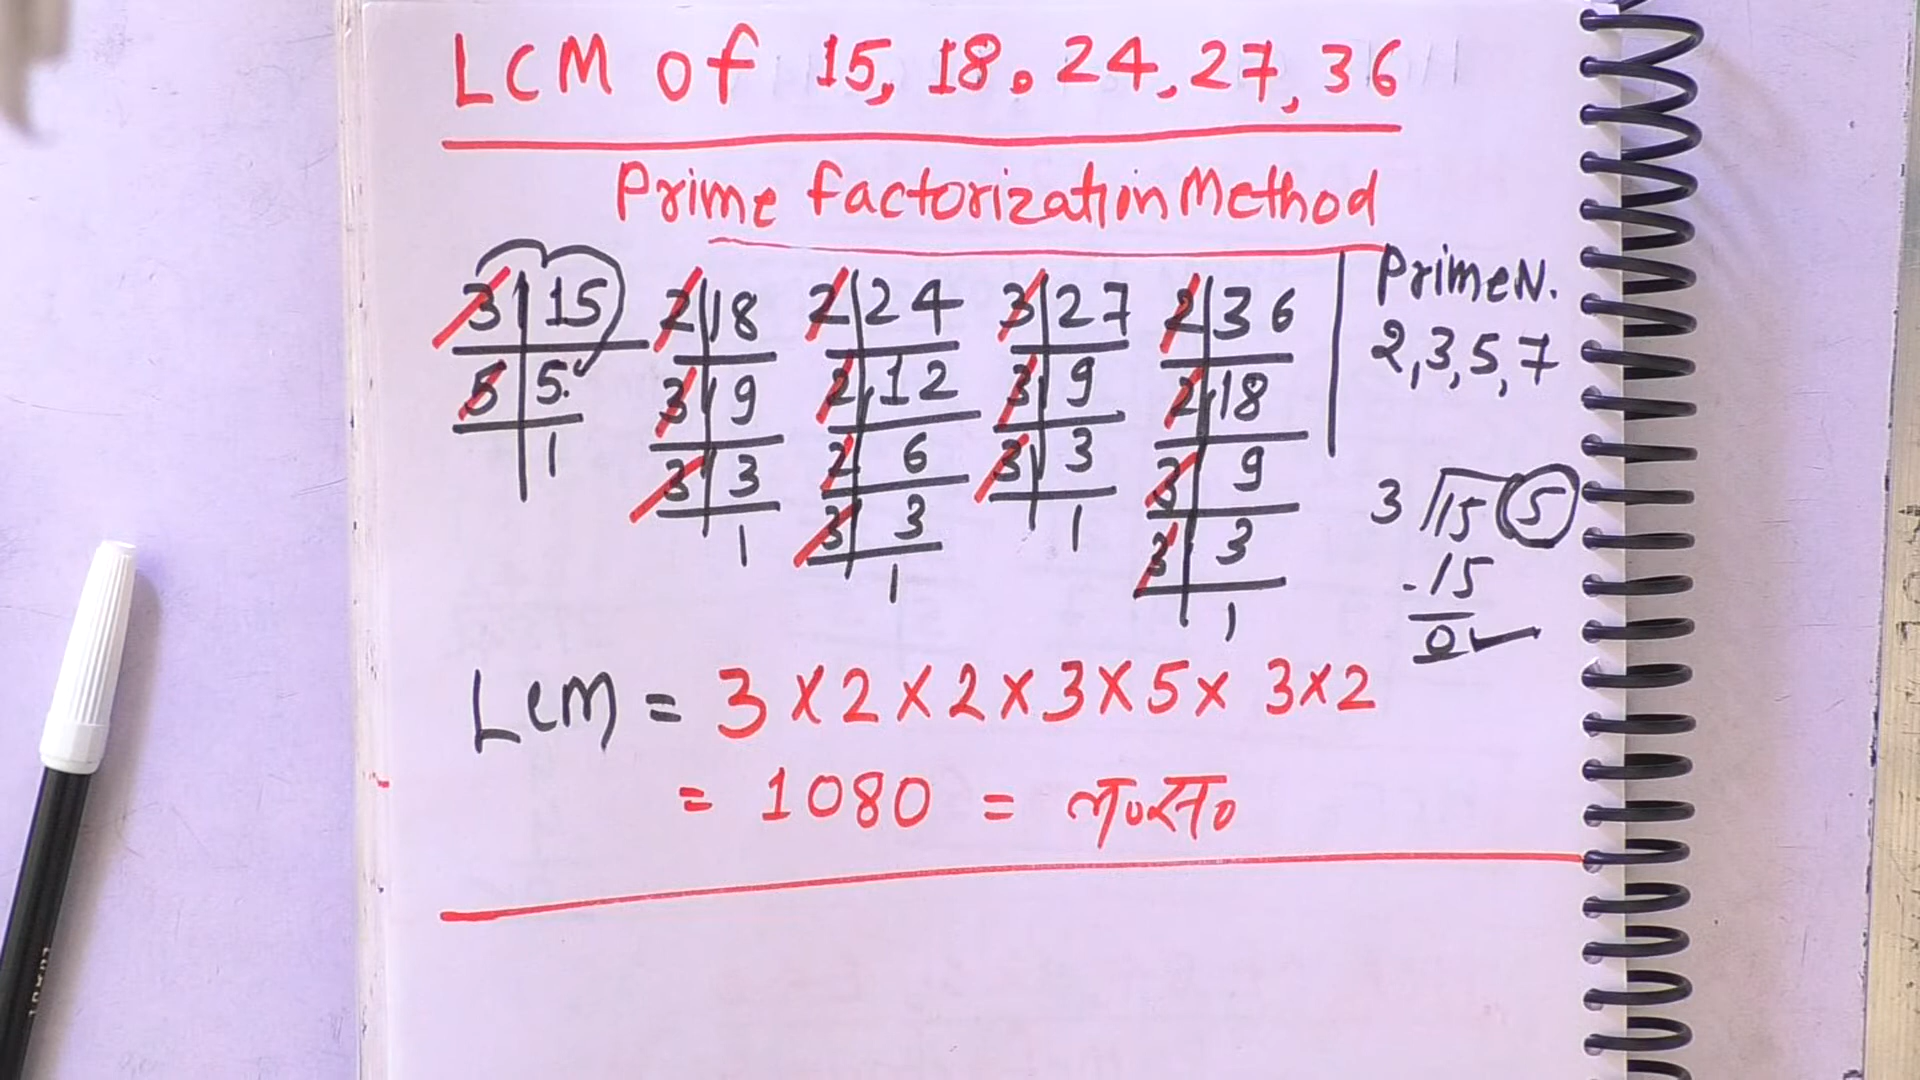 LCM of 15, 18, 24, 27, 36
Prime factorization Method
3 | 15
5 | 5
1
2 | 18
3 | 9
3 | 3
1
2 | 24
2 | 12
2 | 6
3 | 3
1
3 | 27
3 | 9
3 | 3
1
2 | 36
2 | 18
3 | 9
3 | 3
1
Prime N.
2, 3, 5, 7
3 15 5
-15
0 ✓
LCM = 3 × 2 × 2 × 3 × 5 × 3 × 2
= 1080 = ल०स०